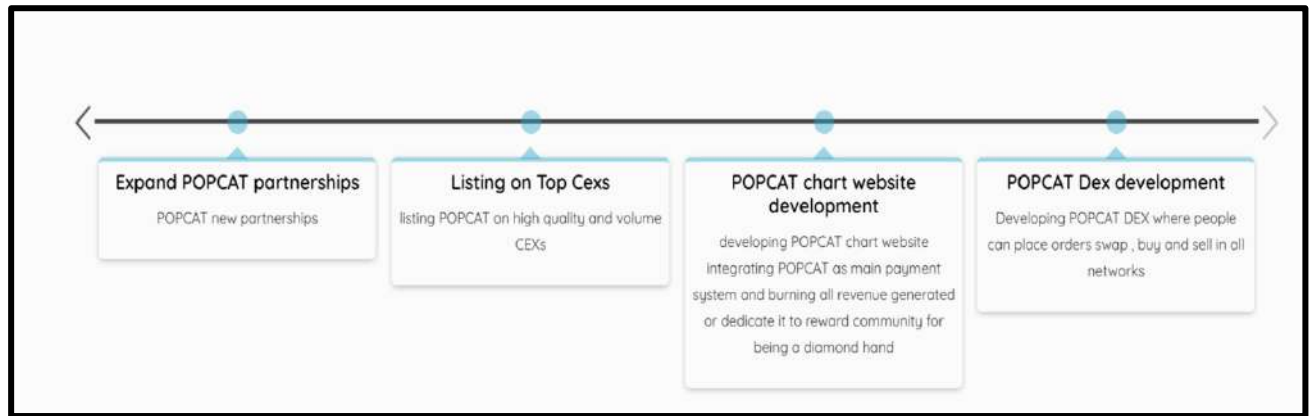 Expand POPCAT partnerships
POPCAT new partnerships
Listing on Top Cexs
listing POPCAT on high quality and volume
CEXs
POPCAT chart website
development
developing POPCAT chart website
integrating POPCAT as main payment
system and burning all revenue generated
or dedicate it to reward community for
being a diamond hand
POPCAT Dex development
Developing POPCAT DEX where people
can place orders swap , buy and sell in all
networks